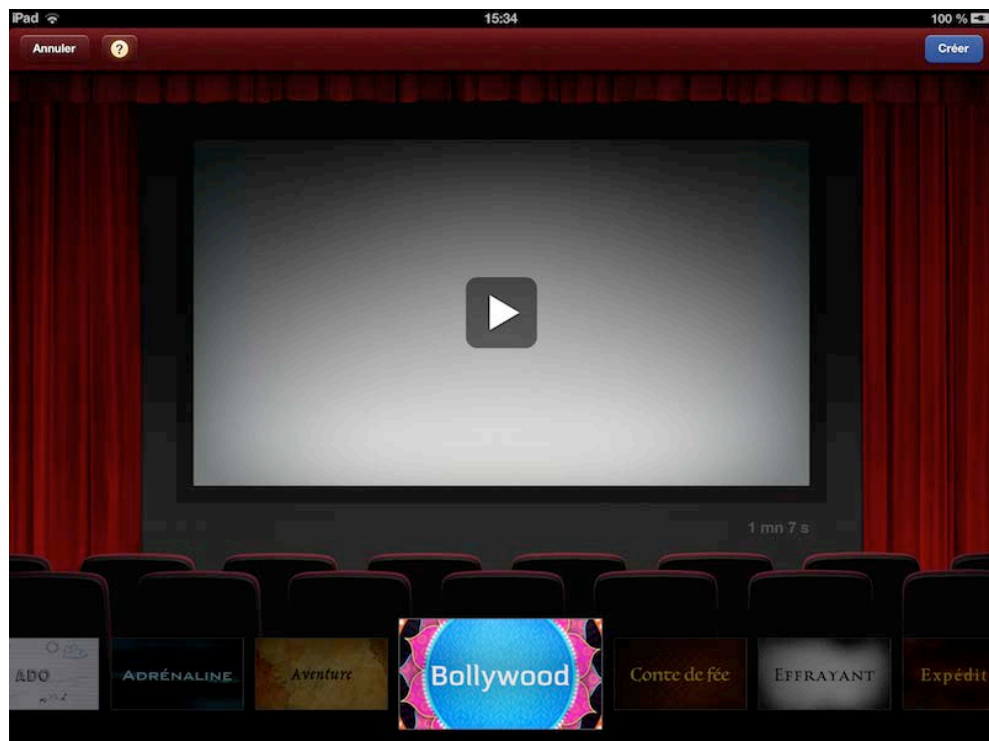 iPad 15:34 100 %
Annuler ? Créer
1 mn 7 s
ADO
ADRÉNALINE
Aventure
Bollywood
Conte de fée
EFFRAYANT
Expédit